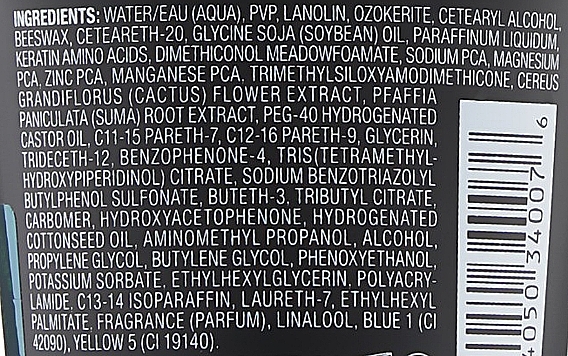 INGREDIENTS: WATER/EAU (AQUA), PVP, LANOLIN, OZOKERITE, CETEARYL ALCOHOL,
BEESWAX, CETEARETH-20, GLYCINE SOJA (SOYBEAN) OIL, PARAFFINUM LIQUIDUM,
KERATIN AMINO ACIDS, DIMETHICONOL MEADOWFOAMATE, SODIUM PCA, MAGNESIUM
PCA, ZINC PCA, MANGANESE PCA. TRIMETHYLSILOXYAMODIMETHICONE, CEREUS
GRANDIFLORUS (CACTUS) FLOWER EXTRACT, PFAFFIA
PANICULATA (SUMA) ROOT EXTRACT, PEG-40 HYDROGENATED
CASTOR OIL, C11-15 PARETH-7, C12-16 PARETH-9, GLYCERIN,
TRIDECETH-12, BENZOPHENONE-4, TRIS(TETRAMETHYL-
HYDROXYPIPERIDINOL) CITRATE, SODIUM BENZOTRIAZOLYL
BUTYLPHENOL SULFONATE, BUTETH-3, TRIBUTYL CITRATE,
CARBOMER, HYDROXYACETOPHENONE, HYDROGENATED
COTTONSEED OIL, AMINOMETHYL PROPANOL, ALCOHOL,
PROPYLENE GLYCOL, BUTYLENE GLYCOL, PHENOXYETHANOL,
POTASSIUM SORBATE, ETHYLHEXYLGLYCERIN, POLYACRY-
LAMIDE, C13-14 ISOPARAFFIN, LAURETH-7, ETHYLHEXYL
PALMITATE, FRAGRANCE (PARFUM), LINALOOL, BLUE 1 (CI
42090), YELLOW 5 (CI 19140).
4050134007 6